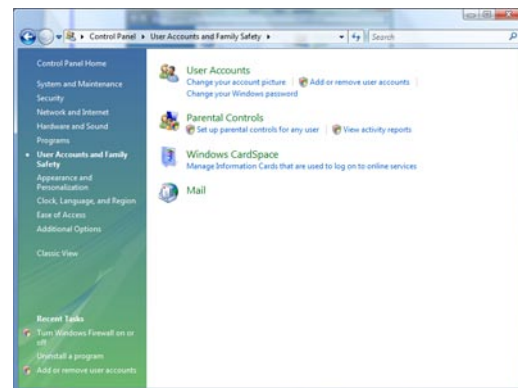 Control Panel ▸ User Accounts and Family Safety ▸
Search
Control Panel Home
System and Maintenance
Security
Network and Internet
Hardware and Sound
Programs
User Accounts and Family
Safety
Appearance and
Personalization
Clock, Language, and Region
Ease of Access
Additional Options
Classic View
Recent Tasks
Turn Windows Firewall on or
off
Uninstall a program
Add or remove user accounts
User Accounts
Change your account picture
Add or remove user accounts
Change your Windows password
Parental Controls
Set up parental controls for any user
View activity reports
Windows CardSpace
Manage Information Cards that are used to log on to online services
Mail